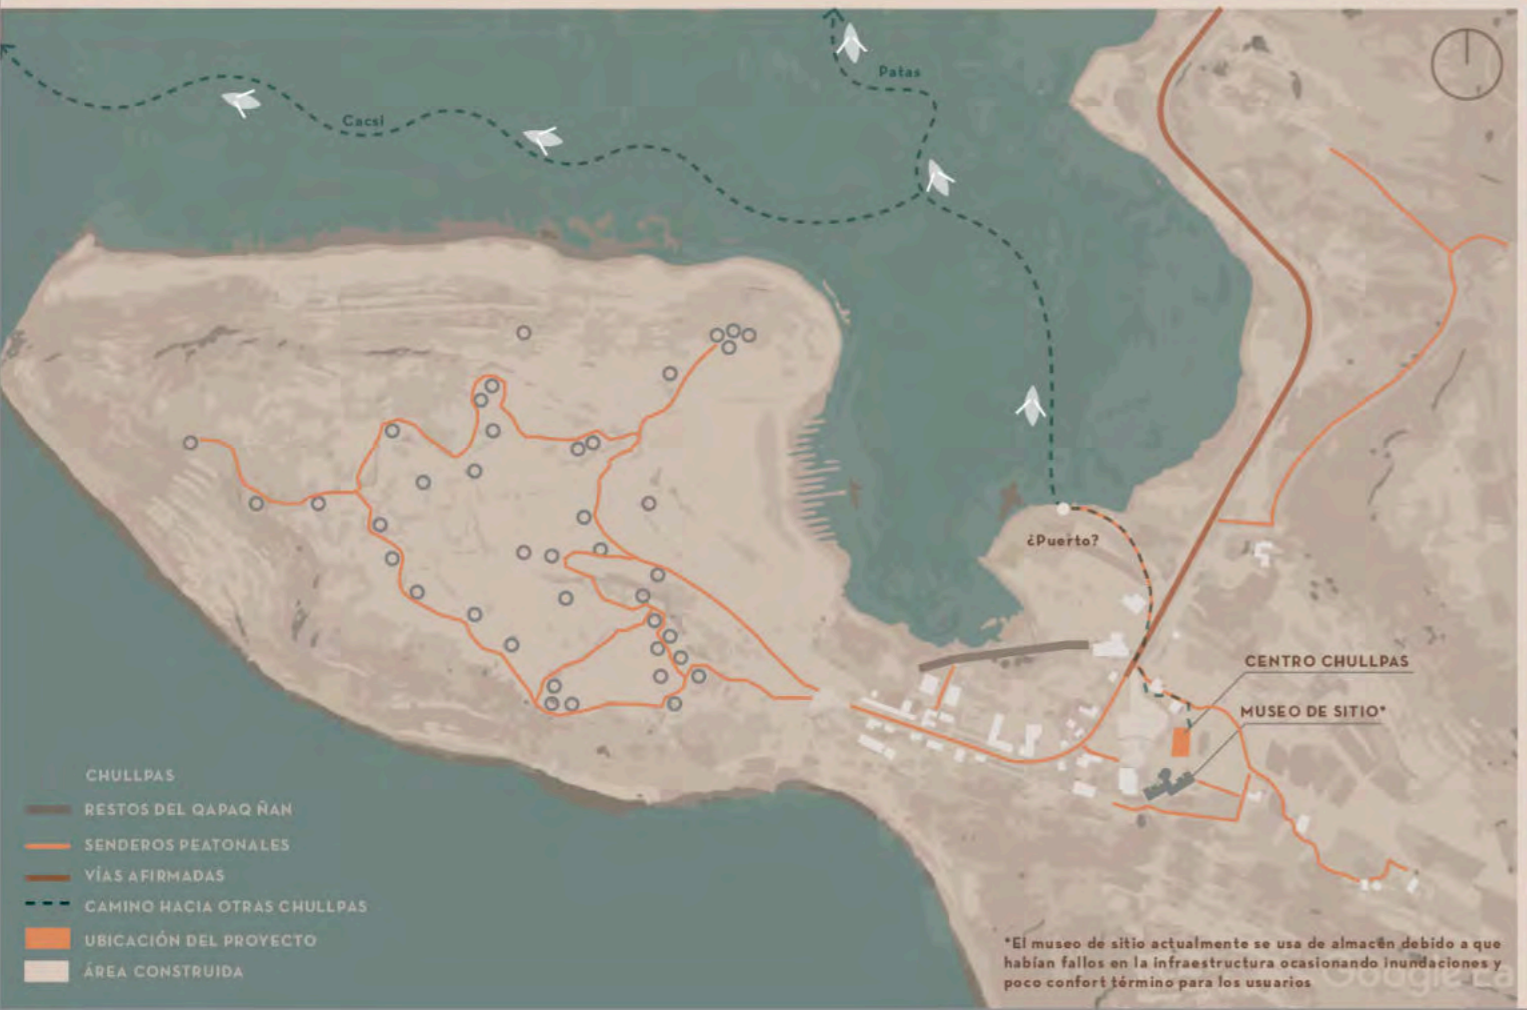 Patas
Cacsi
¿Puerto?
CENTRO CHULLPAS
MUSEO DE SITIO*
CHULLPAS
RESTOS DEL QAPAQ ÑAN
SENDEROS PEATONALES
VÍAS AFIRMADAS
CAMINO HACIA OTRAS CHULLPAS
UBICACIÓN DEL PROYECTO
ÁREA CONSTRUIDA
*El museo de sitio actualmente se usa de almacén debido a que
habían fallos en la infraestructura ocasionando inundaciones y
poco confort término para los usuarios
Google Ea